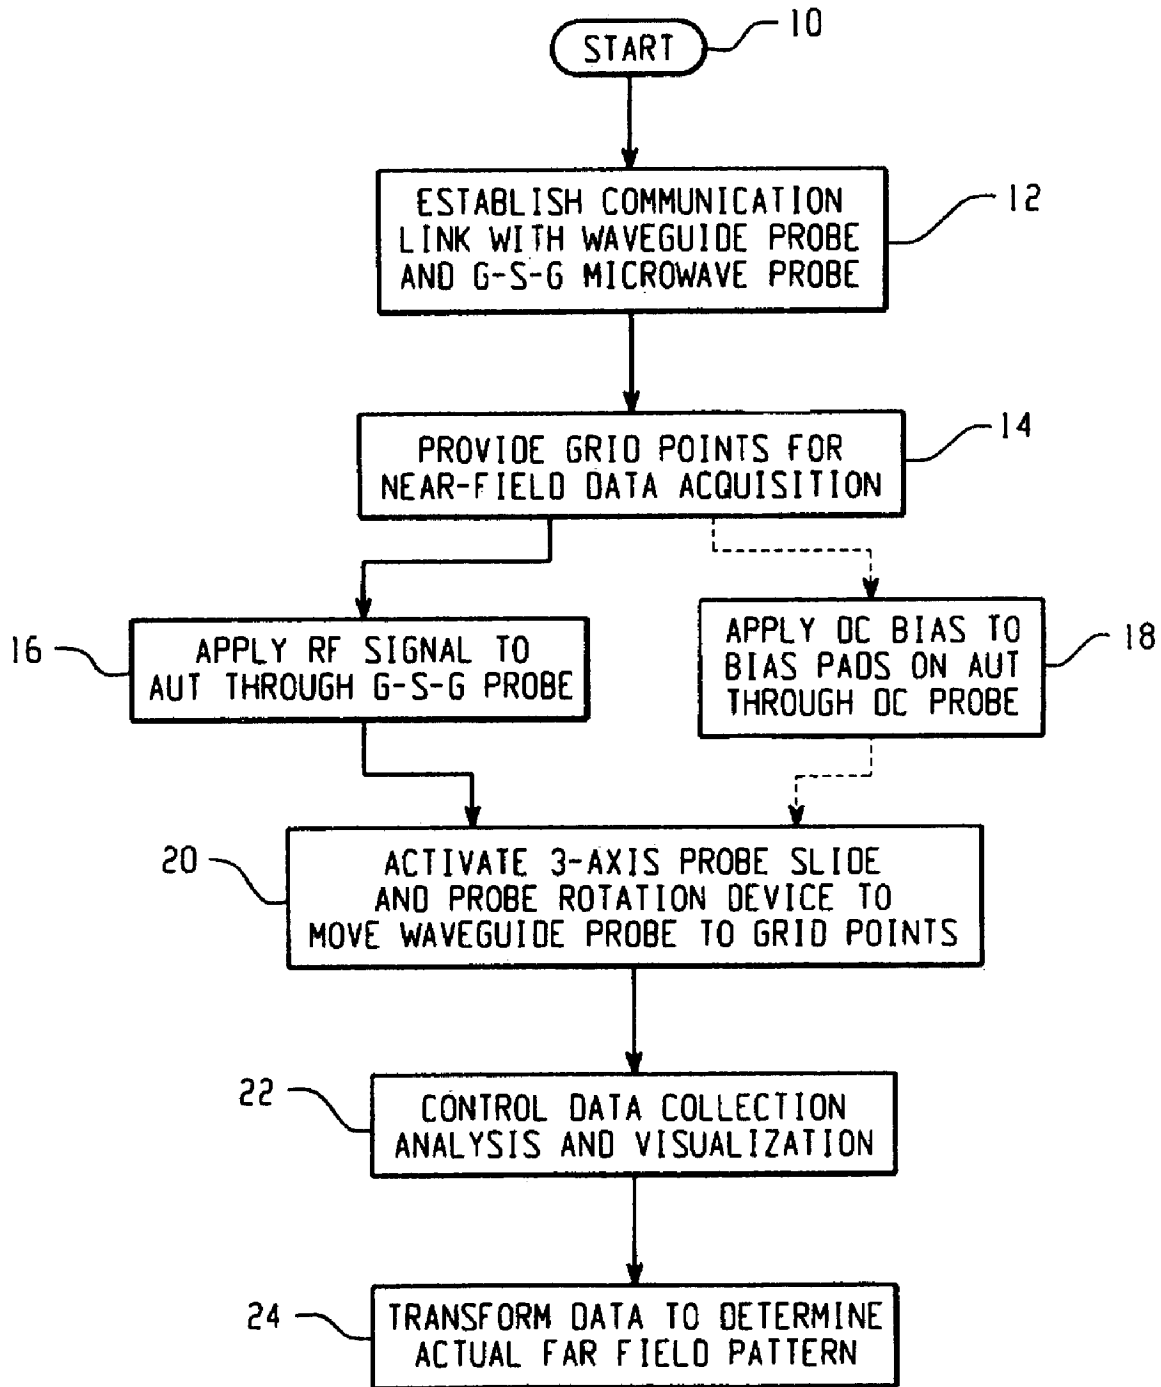 START
10
ESTABLISH COMMUNICATION
LINK WITH WAVEGUIDE PROBE
AND G-S-G MICROWAVE PROBE
12
PROVIDE GRID POINTS FOR
NEAR-FIELD DATA ACQUISITION
14
16
APPLY RF SIGNAL TO
AUT THROUGH G-S-G PROBE
APPLY DC BIAS TO
BIAS PADS ON AUT
THROUGH DC PROBE
18
20
ACTIVATE 3-AXIS PROBE SLIDE
AND PROBE ROTATION DEVICE TO
MOVE WAVEGUIDE PROBE TO GRID POINTS
22
CONTROL DATA COLLECTION
ANALYSIS AND VISUALIZATION
24
TRANSFORM DATA TO DETERMINE
ACTUAL FAR FIELD PATTERN